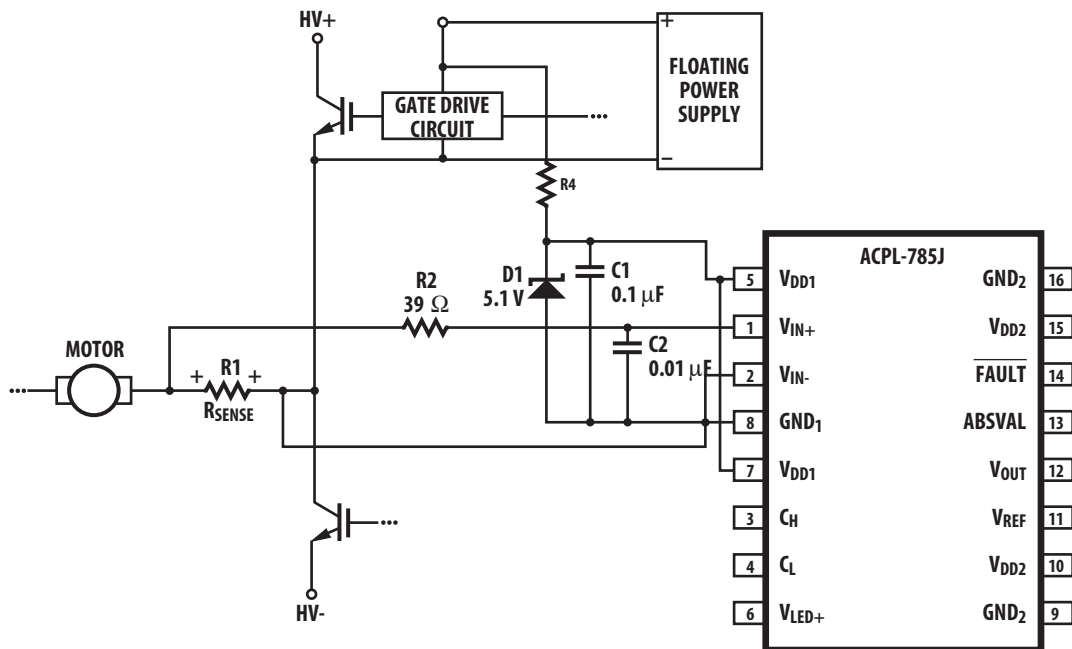 HV+
+
FLOATING
POWER
SUPPLY
−
GATE DRIVE
CIRCUIT
•••
R4
D1
5.1 V
C1
0.1 μF
R2
39 Ω
C2
0.01 μF
MOTOR
•••
+ R1 +
RSENSE
•••
HV-
ACPL-785J
5 VDD1
1 VIN+
2 VIN-
8 GND1
7 VDD1
3 CH
4 CL
6 VLED+
GND2 16
VDD2 15
FAULT 14
ABSVAL 13
VOUT 12
VREF 11
VDD2 10
GND2 9